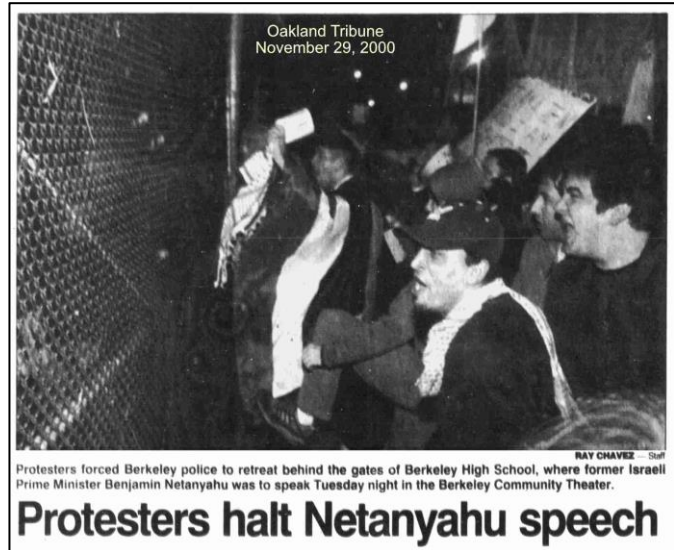 Oakland Tribune
November 29, 2000
RAY CHAVEZ — Staff
Protesters forced Berkeley police to retreat behind the gates of Berkeley High School, where former Israeli
Prime Minister Benjamin Netanyahu was to speak Tuesday night in the Berkeley Community Theater.
Protesters halt Netanyahu speech